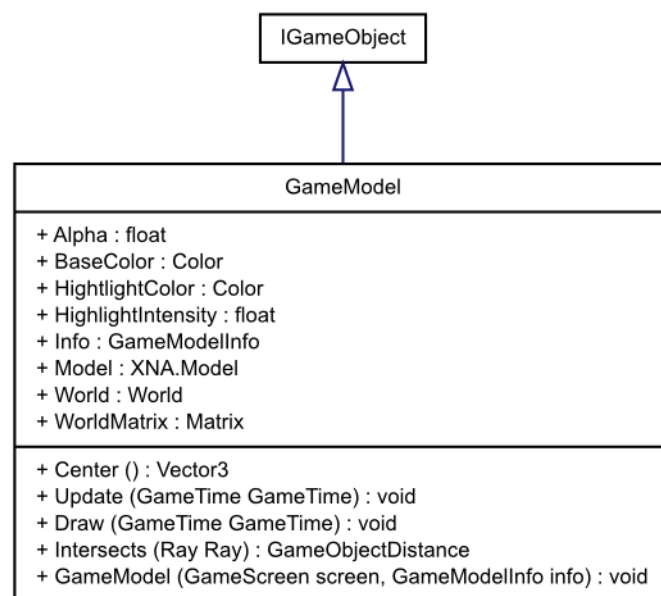 IGameObject
GameModel
+ Alpha : float
+ BaseColor : Color
+ HightlightColor : Color
+ HighlightIntensity : float
+ Info : GameModelInfo
+ Model : XNA.Model
+ World : World
+ WorldMatrix : Matrix
+ Center () : Vector3
+ Update (GameTime GameTime) : void
+ Draw (GameTime GameTime) : void
+ Intersects (Ray Ray) : GameObjectDistance
+ GameModel (GameScreen screen, GameModelInfo info) : void